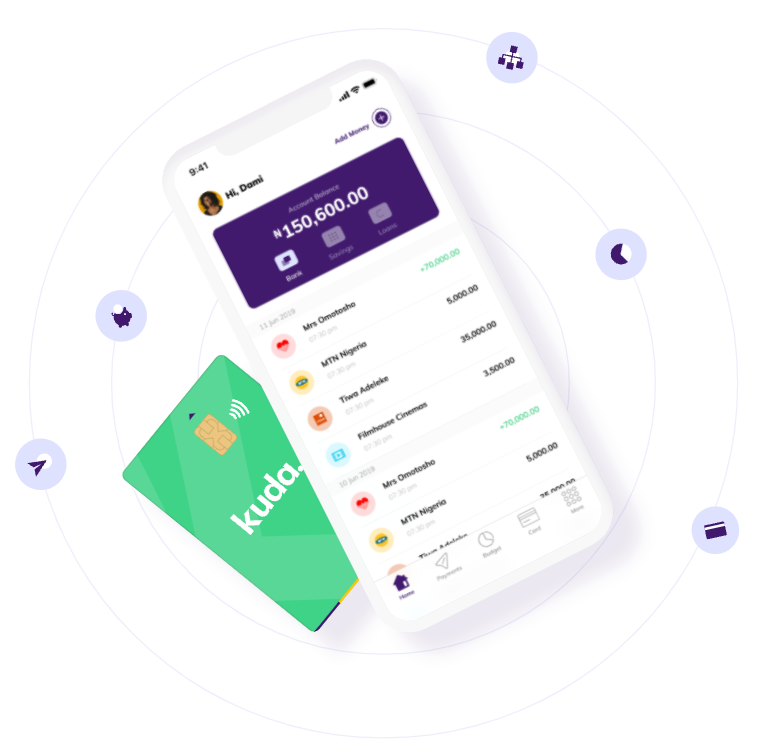 9:41
Hi, Dami
Add Money
Account Balance
₦150,600.00
Bank
Savings
Loans
11 Jun 2019
Mrs Omotosho
07:30 pm
+70,000.00
MTN Nigeria
07:30 pm
5,000.00
Tiwa Adeleke
07:30 pm
35,000.00
Filmhouse Cinemas
07:30 pm
3,500.00
10 Jun 2019
Mrs Omotosho
07:30 pm
+70,000.00
MTN Nigeria
07:30 pm
5,000.00
Tiwa Adeleke
35,000.00
Home
Payments
Budget
Card
More
kuda.